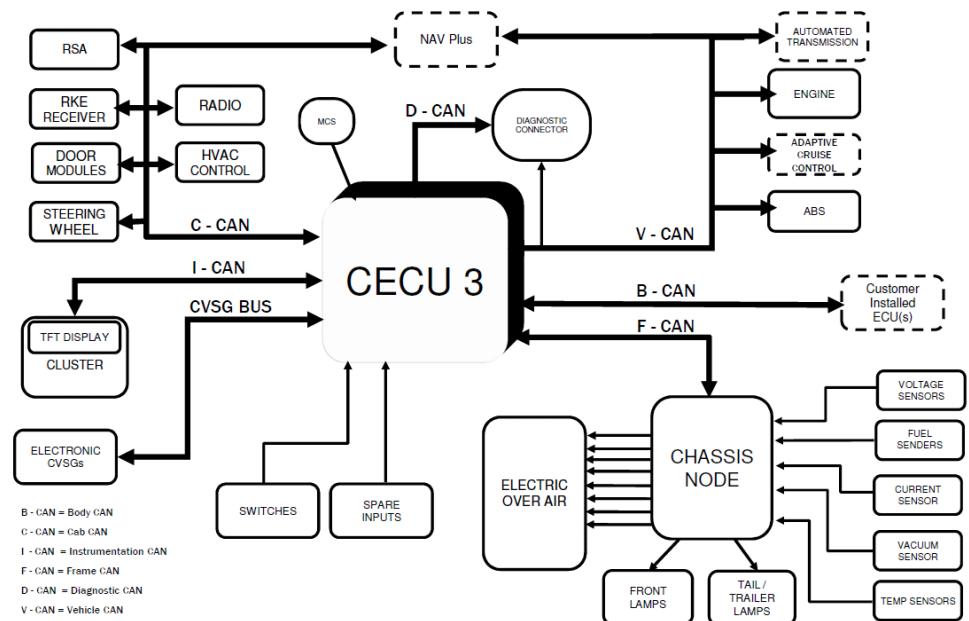 RSA
NAV Plus
AUTOMATED
TRANSMISSION
RKE
RECEIVER
RADIO
MCS
D - CAN
DIAGNOSTIC
CONNECTOR
ENGINE
DOOR
MODULES
HVAC
CONTROL
ADAPTIVE
CRUISE
CONTROL
STEERING
WHEEL
C - CAN
V - CAN
ABS
I - CAN
CECU 3
B - CAN
Customer
Installed
ECU(s)
CVSG BUS
F - CAN
TFT DISPLAY
CLUSTER
VOLTAGE
SENSORS
FUEL
SENDERS
ELECTRONIC
CVSGs
ELECTRIC
OVER AIR
CHASSIS
NODE
CURRENT
SENSOR
SWITCHES
SPARE
INPUTS
VACUUM
SENSOR
FRONT
LAMPS
TAIL /
TRAILER
LAMPS
TEMP SENSORS
B - CAN = Body CAN
C - CAN = Cab CAN
I - CAN = Instrumentation CAN
F - CAN = Frame CAN
D - CAN = Diagnostic CAN
V - CAN = Vehicle CAN